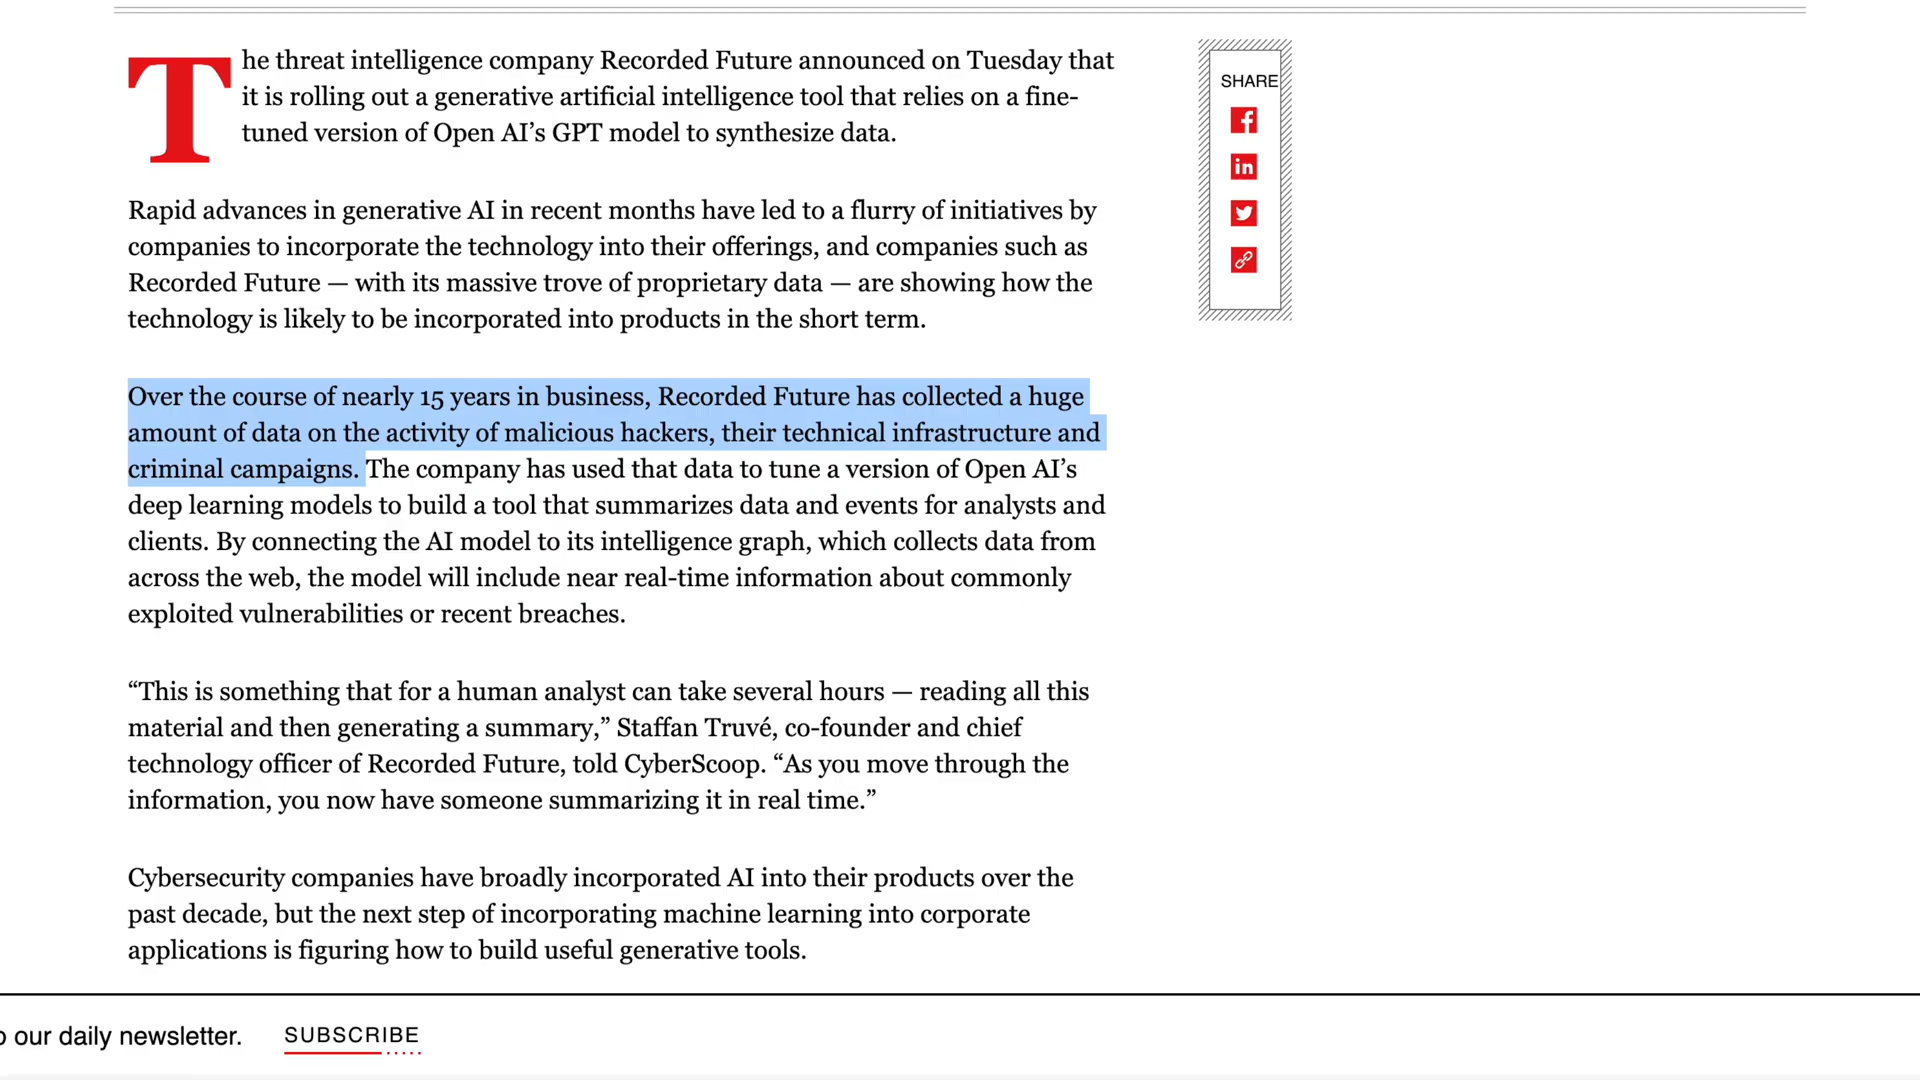 The threat intelligence company Recorded Future announced on Tuesday that
it is rolling out a generative artificial intelligence tool that relies on a fine-
tuned version of Open AI’s GPT model to synthesize data.
Rapid advances in generative AI in recent months have led to a flurry of initiatives by
companies to incorporate the technology into their offerings, and companies such as
Recorded Future — with its massive trove of proprietary data — are showing how the
technology is likely to be incorporated into products in the short term.
Over the course of nearly 15 years in business, Recorded Future has collected a huge
amount of data on the activity of malicious hackers, their technical infrastructure and
criminal campaigns. The company has used that data to tune a version of Open AI’s
deep learning models to build a tool that summarizes data and events for analysts and
clients. By connecting the AI model to its intelligence graph, which collects data from
across the web, the model will include near real-time information about commonly
exploited vulnerabilities or recent breaches.
“This is something that for a human analyst can take several hours — reading all this
material and then generating a summary,” Staffan Truvé, co-founder and chief
technology officer of Recorded Future, told CyberScoop. “As you move through the
information, you now have someone summarizing it in real time.”
Cybersecurity companies have broadly incorporated AI into their products over the
past decade, but the next step of incorporating machine learning into corporate
applications is figuring how to build useful generative tools.
SHARE
our daily newsletter.
SUBSCRIBE